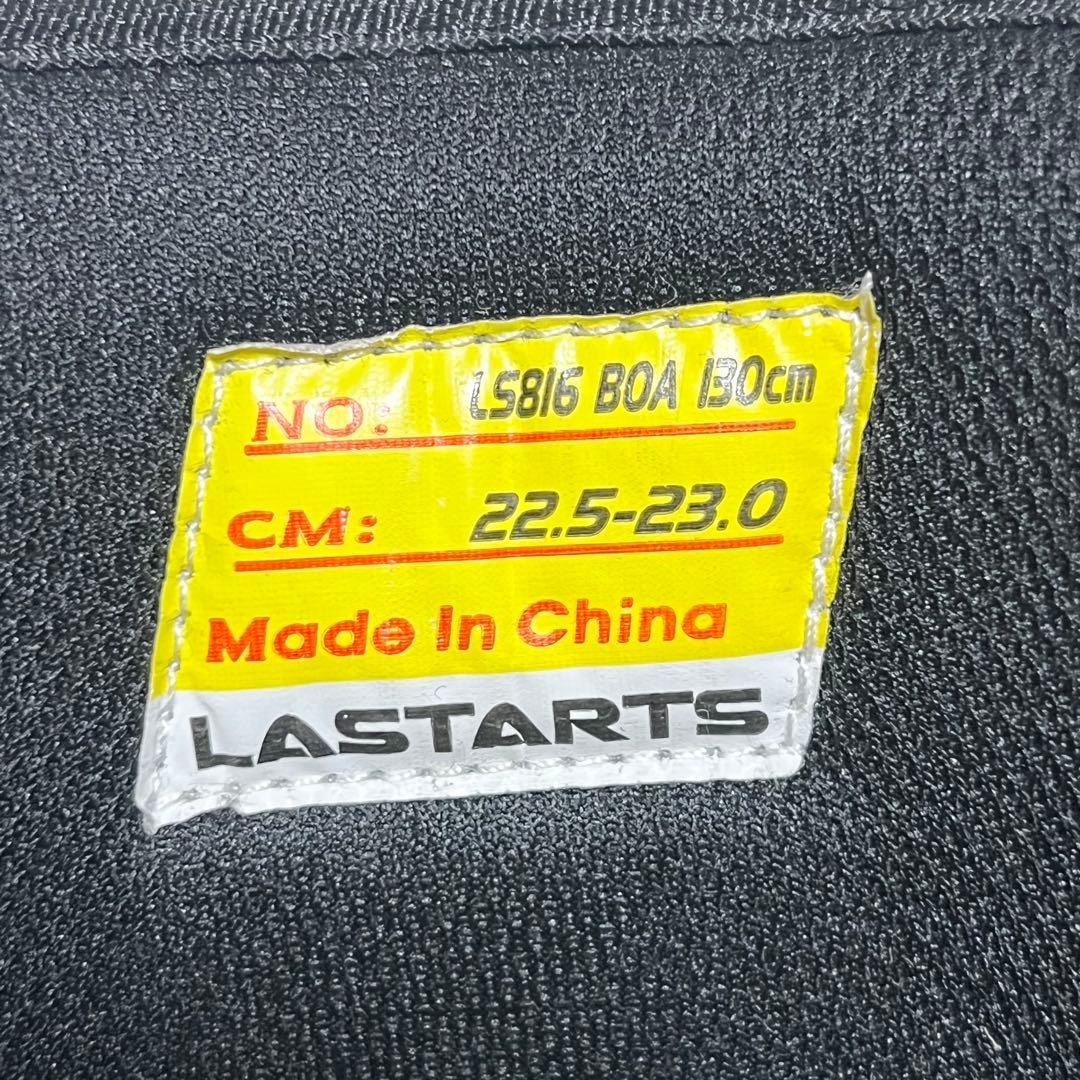 NO: LS816 BOA 130cm
CM: 22.5-23.0
Made In China
LASTARTS